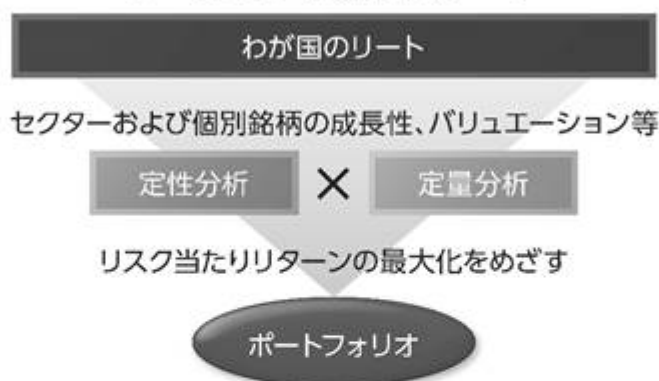 わが国のリート
セクターおよび個別銘柄の成長性、バリュエーション等
定性分析 × 定量分析
リスク当たりリターンの最大化をめざす
ポートフォリオ